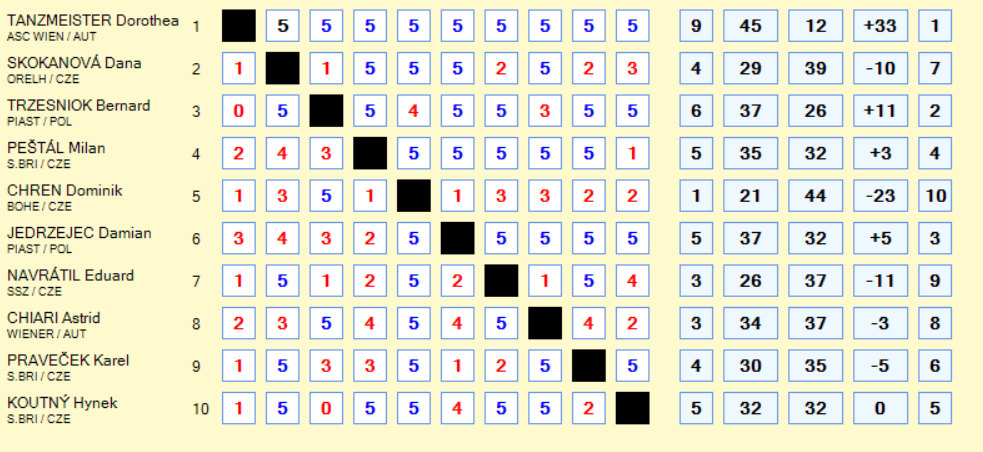 TANZMEISTER Dorothea 1 5 5 5 5 5 5 5 5 5 9 45 12 +33 1
ASC WIEN / AUT
SKOKANOVÁ Dana 2 1 1 5 5 5 2 5 2 3 4 29 39 -10 7
ORELH / CZE
TRZESNIOK Bernard 3 0 5 5 4 5 5 3 5 5 6 37 26 +11 2
PIAST / POL
PEŠTÁL Milan 4 2 4 3 5 5 5 5 5 1 5 35 32 +3 4
S.BRI / CZE
CHREN Dominik 5 1 3 5 1 1 3 3 2 2 1 21 44 -23 10
BOHE / CZE
JEDRZEJEC Damian 6 3 4 3 2 5 5 5 5 5 5 37 32 +5 3
PIAST / POL
NAVRÁTIL Eduard 7 1 5 1 2 5 2 1 5 4 3 26 37 -11 9
SSZ / CZE
CHIARI Astrid 8 2 3 5 4 5 4 5 4 2 3 34 37 -3 8
WIENER / AUT
PRAVEČEK Karel 9 1 5 3 3 5 1 2 5 5 4 30 35 -5 6
S.BRI / CZE
KOUTNÝ Hynek 10 1 5 0 5 5 4 5 5 2 5 32 32 0 5
S.BRI / CZE